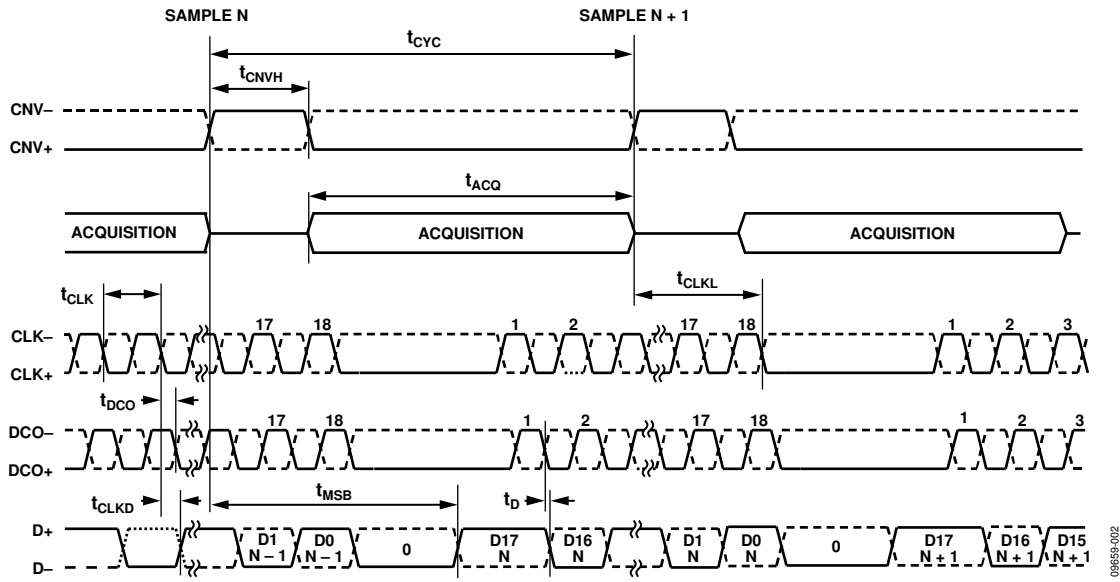 SAMPLE N SAMPLE N + 1
tCYC
tCNVH
CNV–
CNV+
tACQ
ACQUISITION ACQUISITION ACQUISITION
tCLK tCLKL
17 18 1 2 17 18 1 2 3
CLK–
CLK+
tDCO
17 18 1 2 17 18 1 2 3
DCO–
DCO+
tCLKD tMSB tD
D+
D–
D1 N – 1
D0 N – 1
0
D17 N
D16 N
D1 N
D0 N
0
D17 N + 1
D16 N + 1
D15 N + 1
09959-002